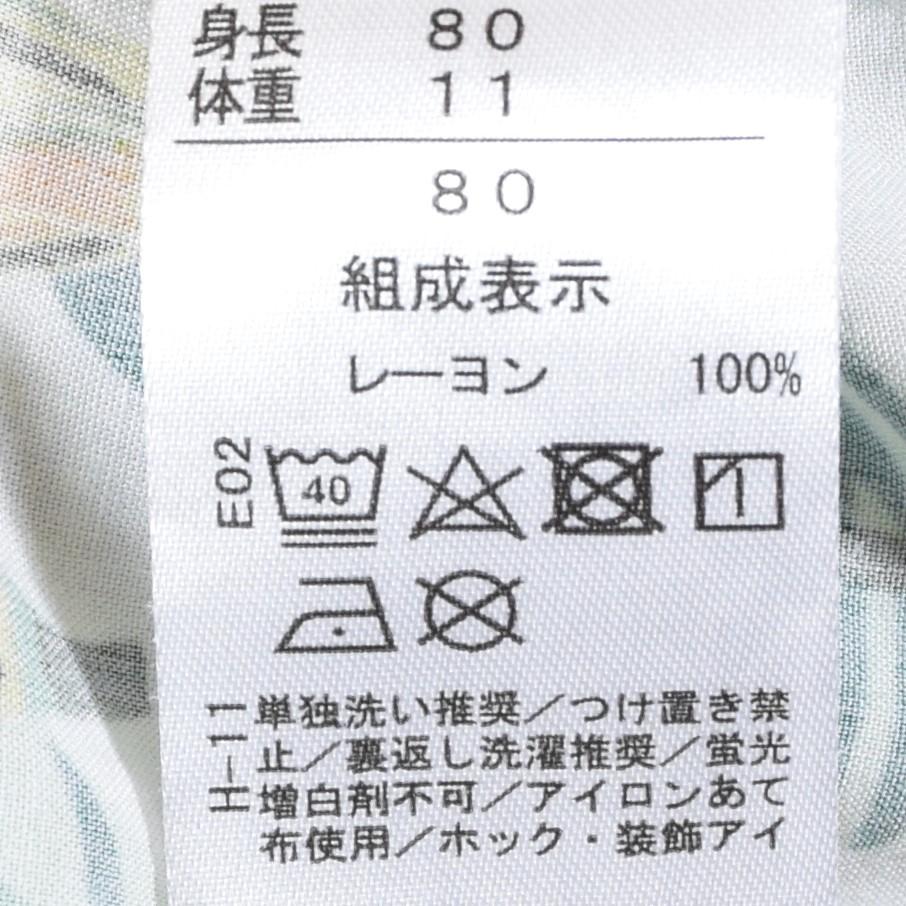 身長 80
体重 11
80
組成表示
レーヨン 100%
E02
40
H-11
単独洗い推奨／つけ置き禁
止／裏返し洗濯推奨／蛍光
増白剤不可／アイロンあて
布使用／ホック・装飾アイ